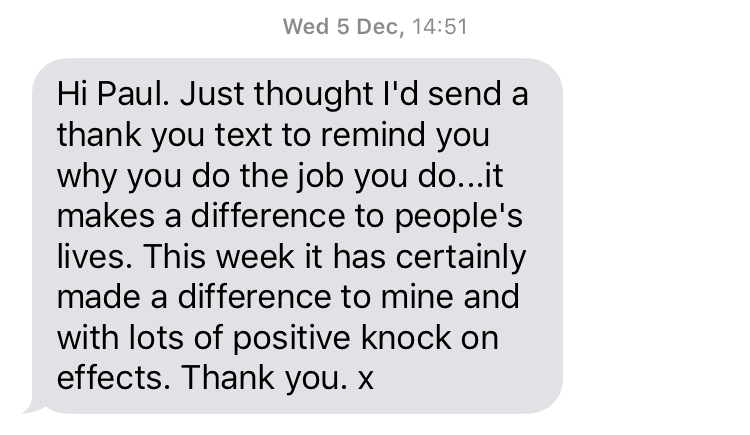 Wed 5 Dec, 14:51
Hi Paul. Just thought I'd send a
thank you text to remind you
why you do the job you do...it
makes a difference to people's
lives. This week it has certainly
made a difference to mine and
with lots of positive knock on
effects. Thank you. x